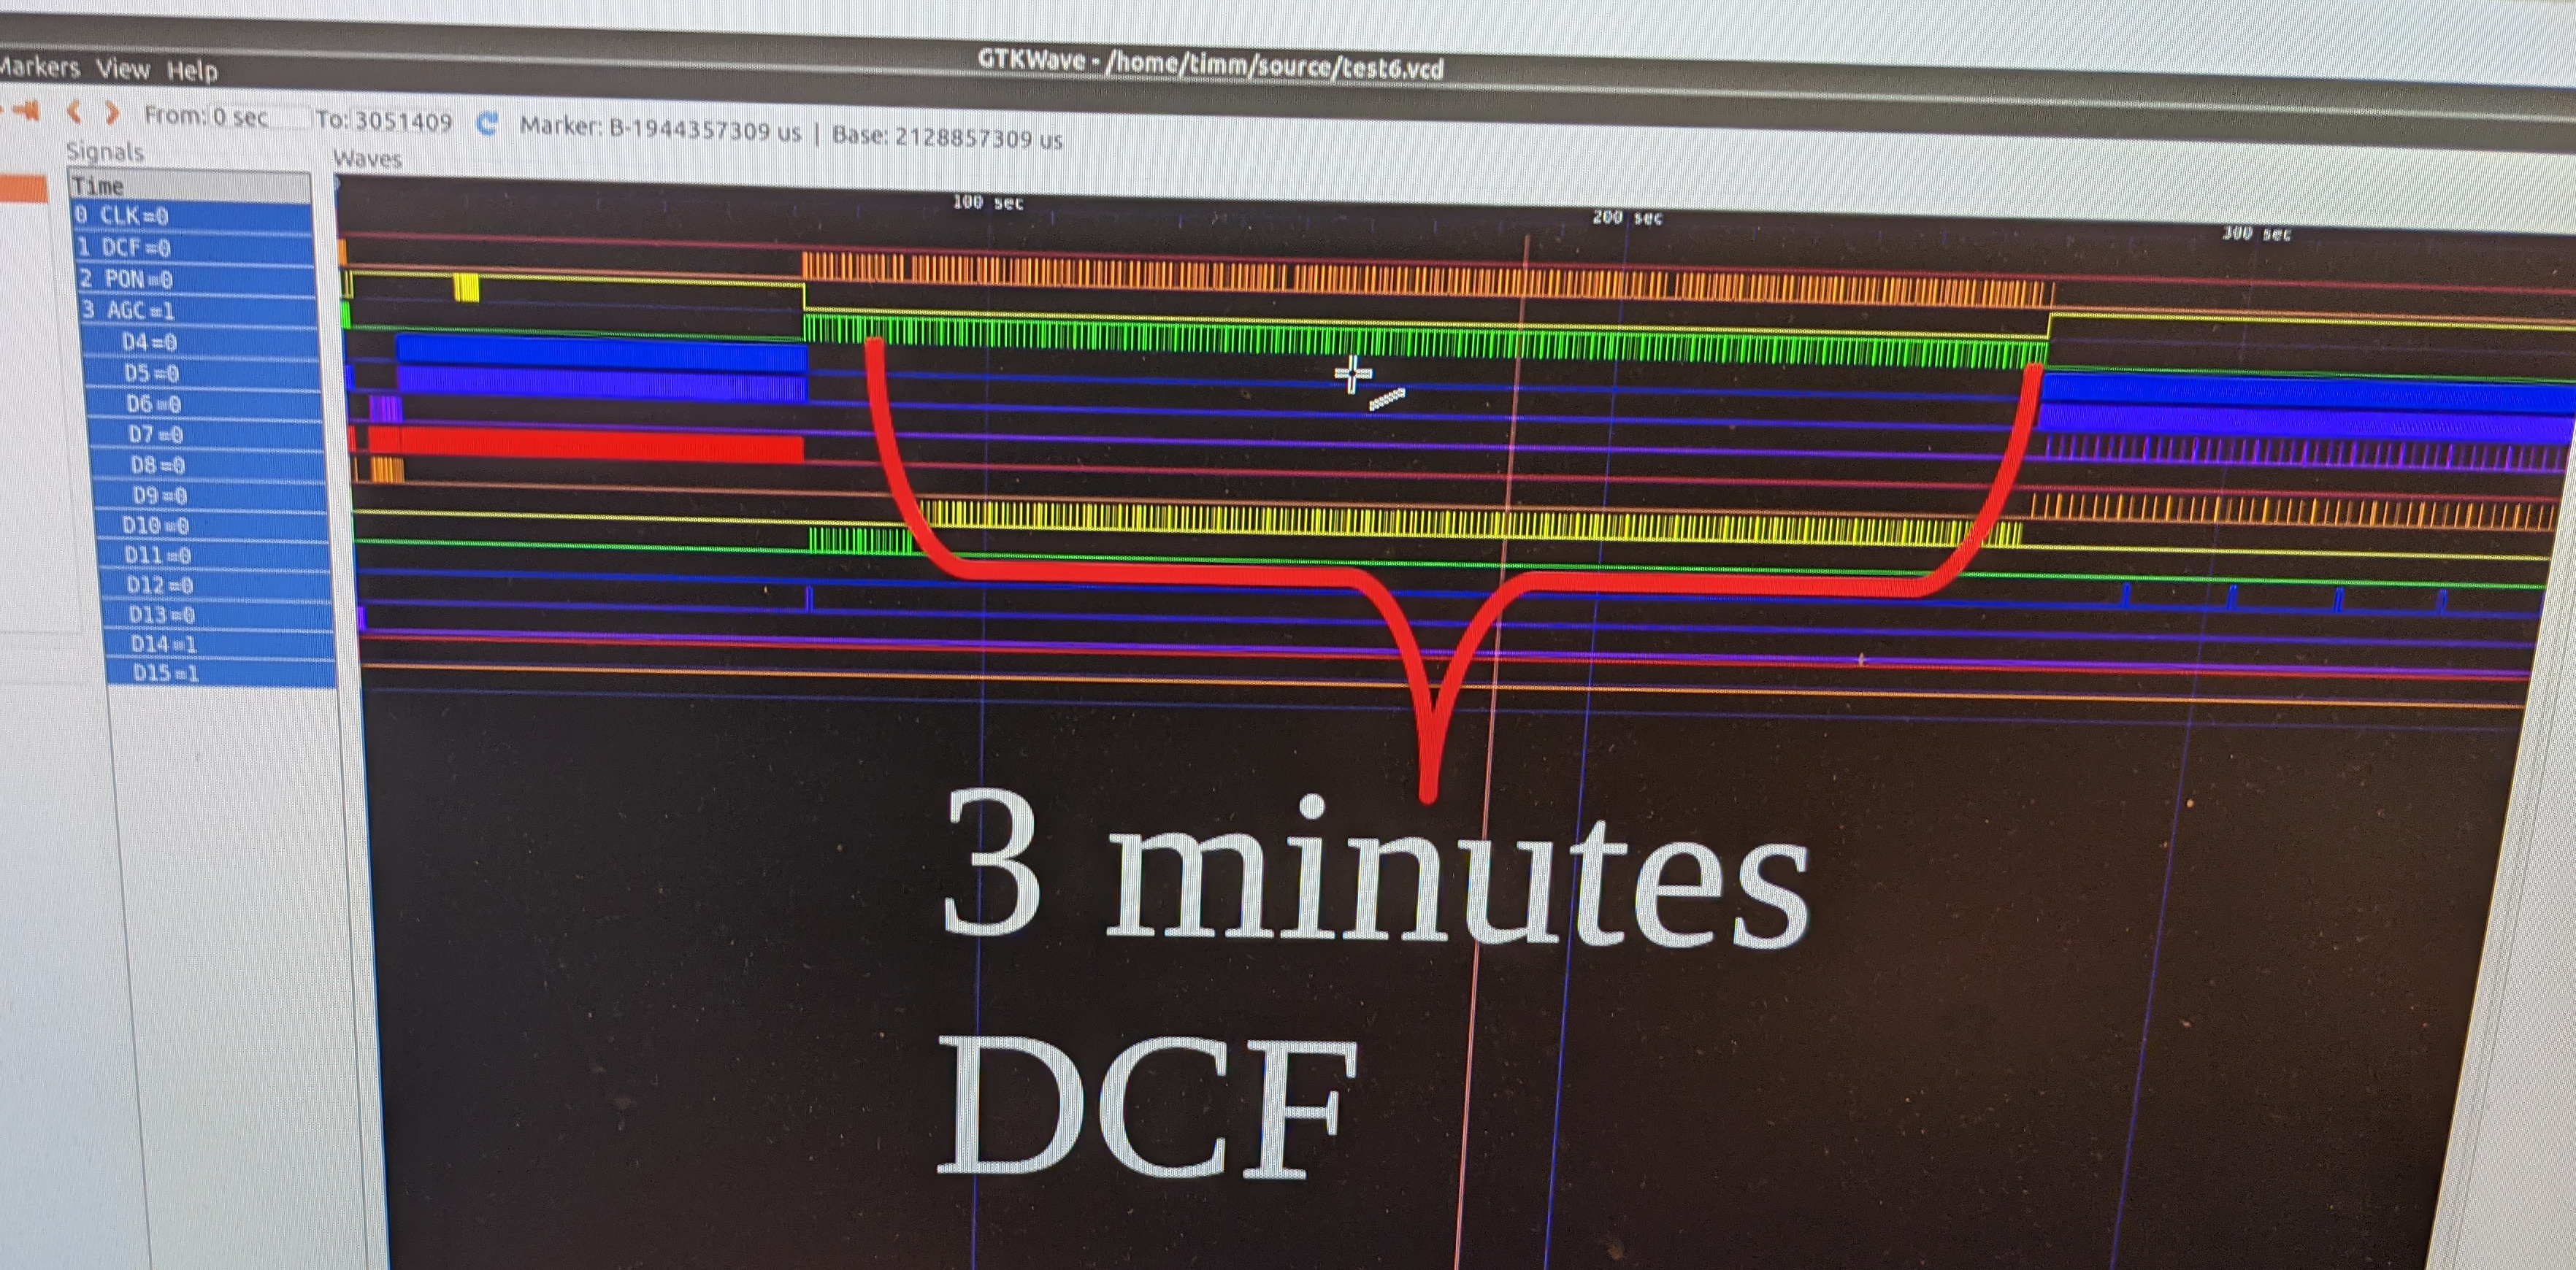 GTKWave - /home/timm/source/test6.vcd
Markers View Help
From: 0 sec To: 3051409 Marker: B-1944357309 us | Base: 2128857309 us
Signals
Waves
Time
100 sec 200 sec 300 sec
0 CLK=0
1 DCF=0
2 PON=0
3 AGC=1
D4=0
D5=0
D6=0
D7=0
D8=0
D9=0
D10=0
D11=0
D12=0
D13=0
D14=1
D15=1
3 minutes
DCF